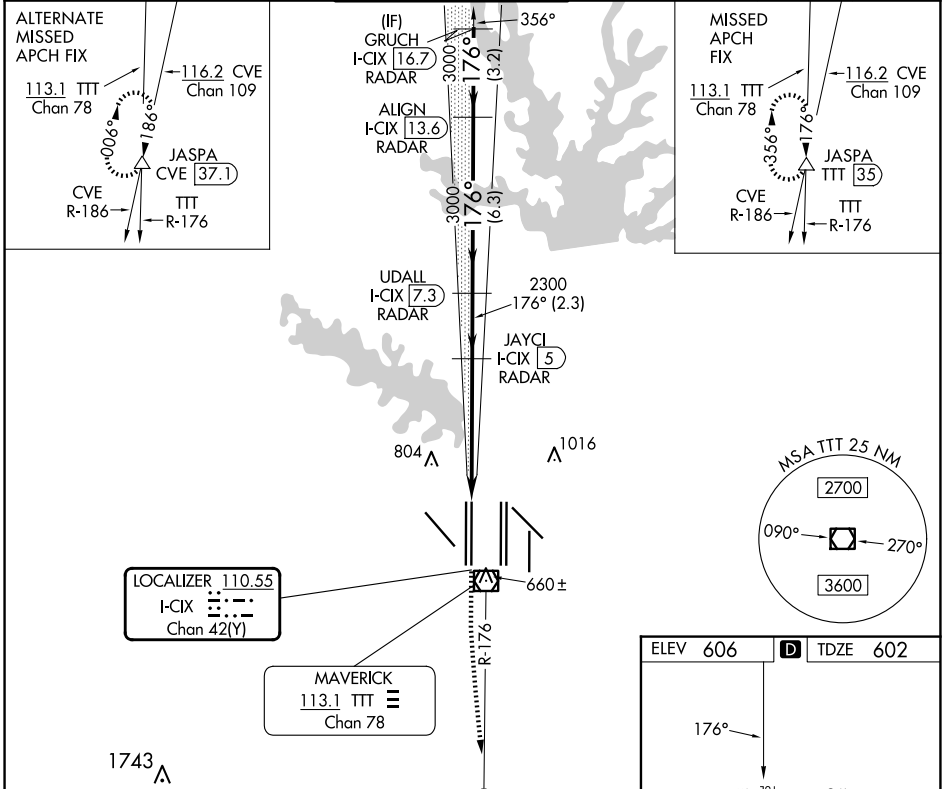 ALTERNATE
MISSED
APCH FIX
113.1 TTT
Chan 78
116.2 CVE
Chan 109
006°
186°
JASPA
CVE 37.1
CVE
R-186
TTT
R-176
(IF)
GRUCH
I-CIX 16.7
RADAR
356°
3000
176°
(3.2)
ALIGN
I-CIX 13.6
RADAR
3000
176°
(6.3)
UDALL
I-CIX 7.3
RADAR
2300
176° (2.3)
JAYCI
I-CIX 5
RADAR
804
1016
MISSED
APCH
FIX
113.1 TTT
Chan 78
116.2 CVE
Chan 109
356°
176°
JASPA
TTT 35
CVE
R-186
TTT
R-176
MSA TTT 25 NM
2700
090°
270°
3600
660 ±
LOCALIZER 110.55
I-CIX
Chan 42(Y)
R-176
MAVERICK
113.1 TTT
Chan 78
1743
ELEV 606 D TDZE 602
176°